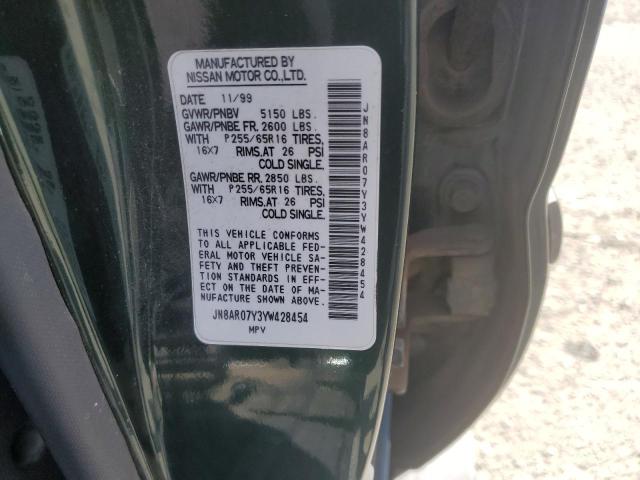 MANUFACTURED BY
NISSAN MOTOR CO.,LTD.
DATE 11/99
GVWR/PNBV 5150 LBS.
GAWR/PNBE FR. 2600 LBS.
WITH P255/65R16 TIRES,
16X7 RIMS,AT 26 PSI
COLD SINGLE.
GAWR/PNBE RR. 2850 LBS.
WITH P255/65R16 TIRES,
16X7 RIMS,AT 26 PSI
COLD SINGLE.
THIS VEHICLE CONFORMS
TO ALL APPLICABLE FED-
ERAL MOTOR VEHICLE SA-
FETY AND THEFT PREVEN-
TION STANDARDS IN EFF-
ECT ON THE DATE OF MA-
NUFACTURE SHOWN ABOVE.
JN8AR07Y3YW428454
MPV
JN8AR07Y3YW428454